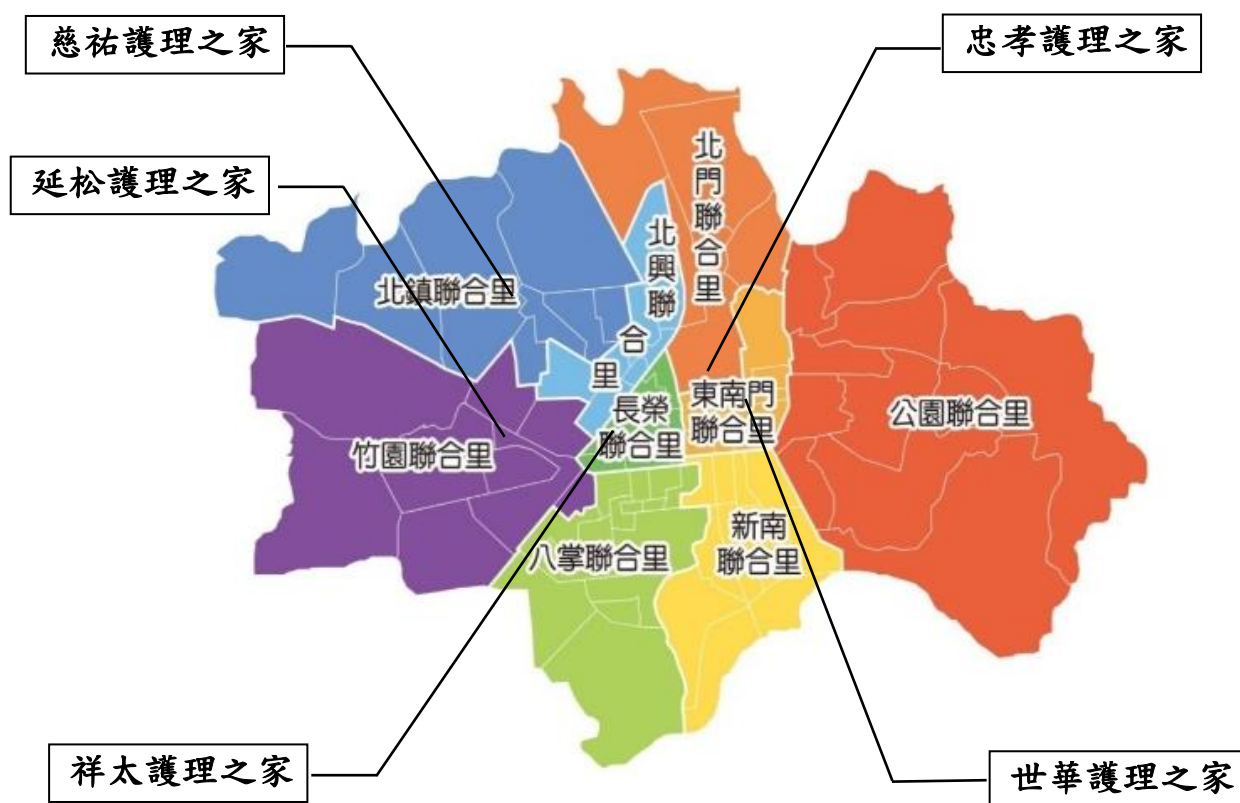 慈祐護理之家
忠孝護理之家
延松護理之家
北門聯合里
北興聯
合
里
北鎮聯合里
長榮
聯合里
東南門
聯合里
公園聯合里
竹園聯合里
新南
聯合里
八掌聯合里
祥太護理之家
世華護理之家